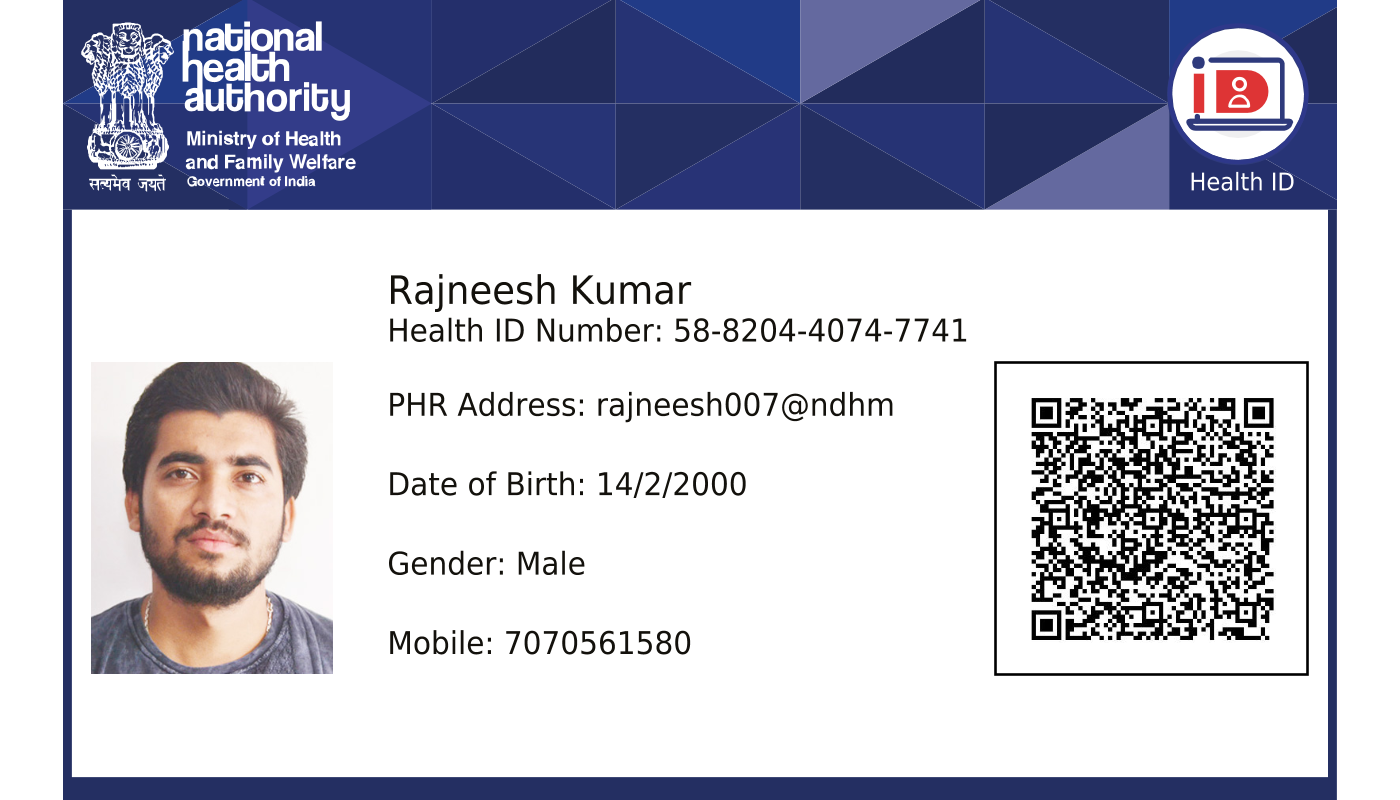 national
health
authority
Ministry of Health
and Family Welfare
Government of India
सत्यमेव जयते
iD
Health ID
Rajneesh Kumar
Health ID Number: 58-8204-4074-7741
PHR Address: rajneesh007@ndhm
Date of Birth: 14/2/2000
Gender: Male
Mobile: 7070561580